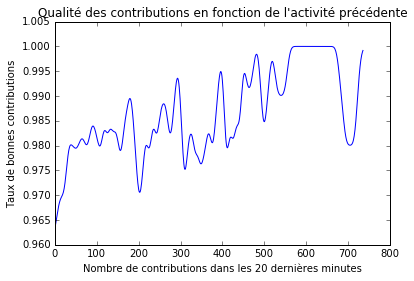 Qualité des contributions en fonction de l'activité précédente
1.005
1.000
0.995
0.990
0.985
0.980
0.975
0.970
0.965
0.960
Taux de bonnes contributions
0 100 200 300 400 500 600 700 800
Nombre de contributions dans les 20 dernières minutes